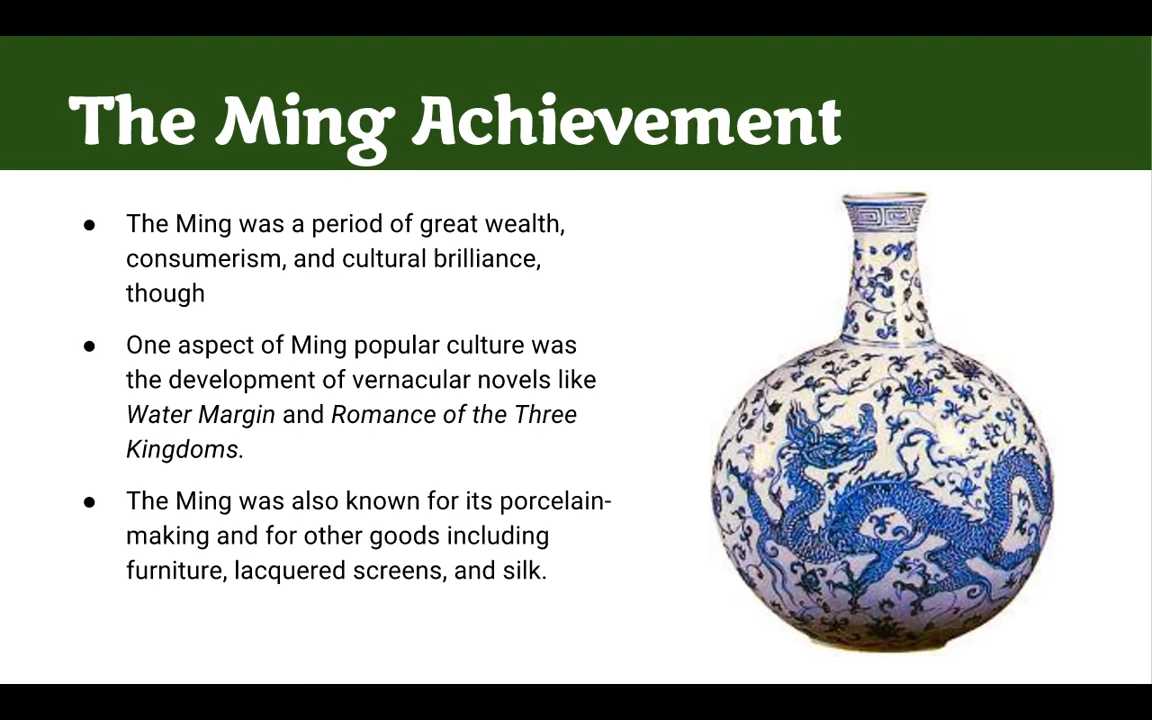 The Ming Achievement
● The Ming was a period of great wealth,
consumerism, and cultural brilliance,
though
● One aspect of Ming popular culture was
the development of vernacular novels like
Water Margin and Romance of the Three
Kingdoms.
● The Ming was also known for its porcelain-
making and for other goods including
furniture, lacquered screens, and silk.